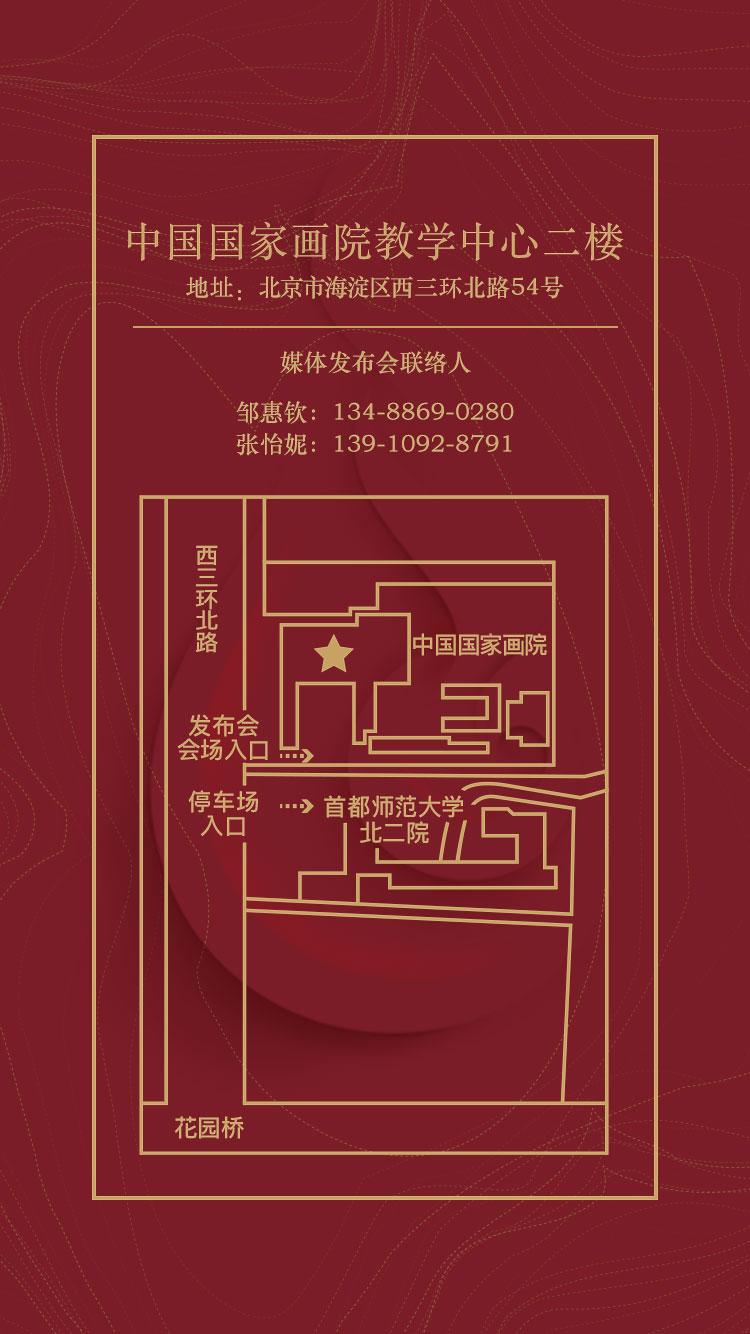 中国国家画院教学中心二楼
地址：北京市海淀区西三环北路54号
媒体发布会联络人
邹惠钦：134-8869-0280
张怡妮：139-1092-8791
西三环北路
中国国家画院
发布会
会场入口
停车场
入口
首都师范大学
北二院
花园桥